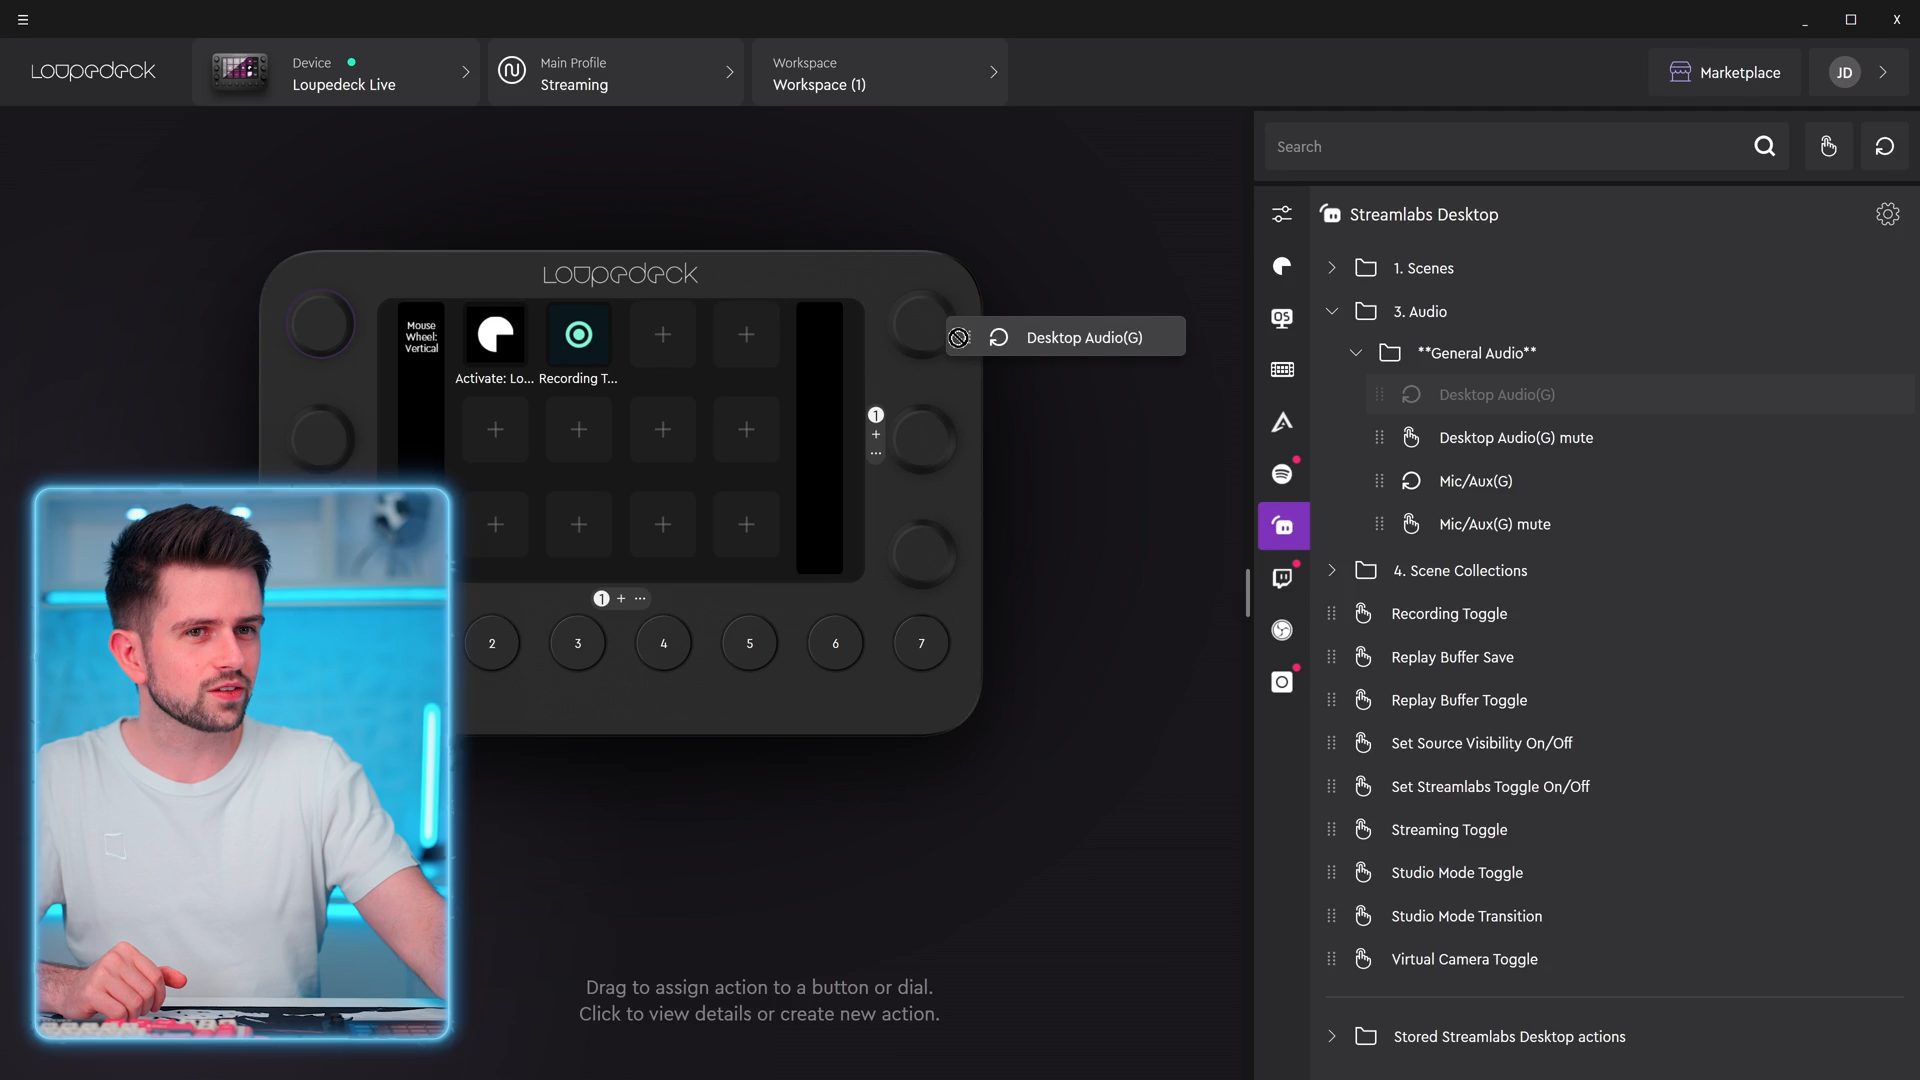 Loupedeck
Device
Loupedeck Live
Main Profile
Streaming
Workspace
Workspace (1)
Marketplace
JD
Search
Streamlabs Desktop
1. Scenes
3. Audio
**General Audio**
Desktop Audio(G)
Desktop Audio(G) mute
Mic/Aux(G)
Mic/Aux(G) mute
4. Scene Collections
Recording Toggle
Replay Buffer Save
Replay Buffer Toggle
Set Source Visibility On/Off
Set Streamlabs Toggle On/Off
Streaming Toggle
Studio Mode Toggle
Studio Mode Transition
Virtual Camera Toggle
Stored Streamlabs Desktop actions
OS
Loupedeck
Mouse
Wheel:
Vertical
Activate: Lo...
Recording T...
Desktop Audio(G)
1
1
2
3
4
5
6
7
Drag to assign action to a button or dial.
Click to view details or create new action.